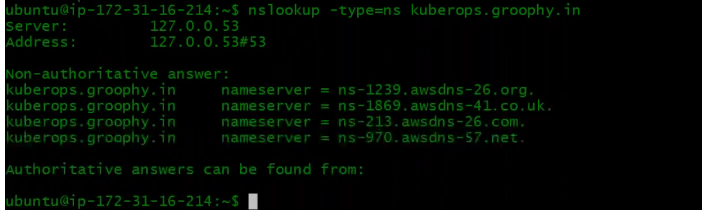 ubuntu@ip-172-31-16-214:~$ nslookup -type=ns kuberops.groophy.in
Server: 127.0.0.53
Address: 127.0.0.53#53
Non-authoritative answer:
kuberops.groophy.in nameserver = ns-1239.awsdns-26.org.
kuberops.groophy.in nameserver = ns-1869.awsdns-41.co.uk.
kuberops.groophy.in nameserver = ns-213.awsdns-26.com.
kuberops.groophy.in nameserver = ns-970.awsdns-57.net.
Authoritative answers can be found from:
ubuntu@ip-172-31-16-214:~$